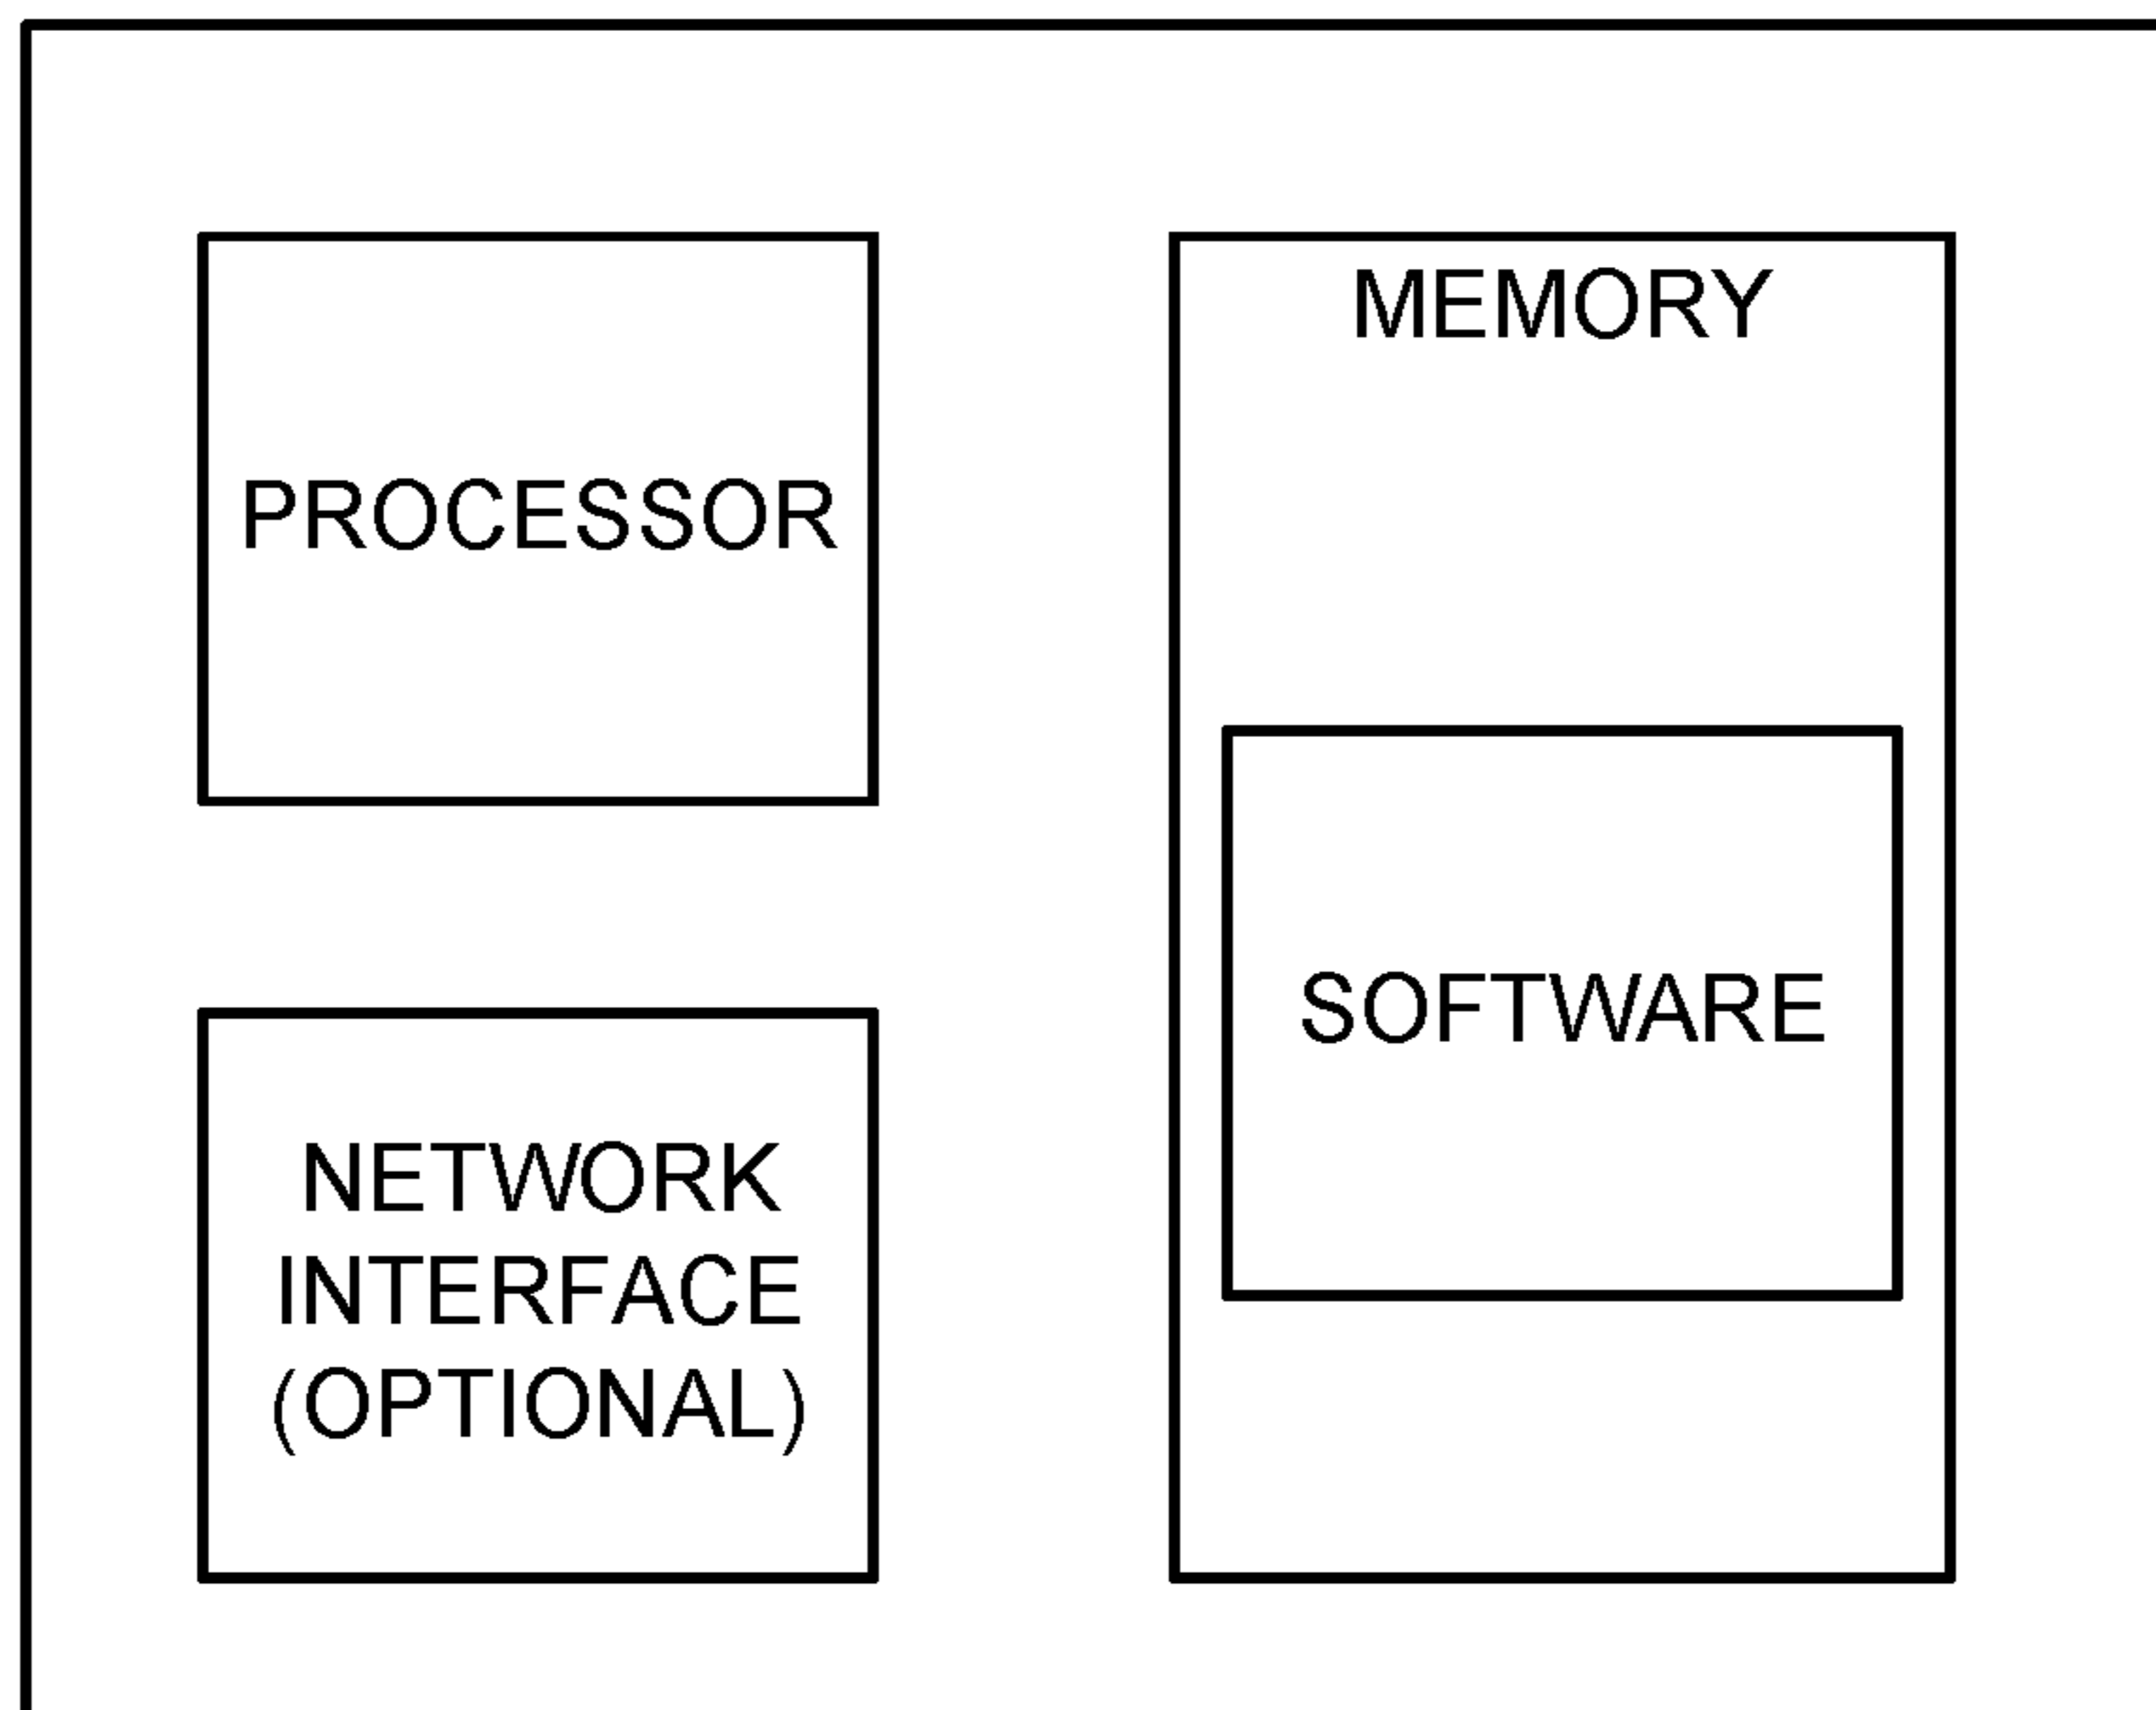 PROCESSOR
NETWORK
INTERFACE
(OPTIONAL)
MEMORY
SOFTWARE